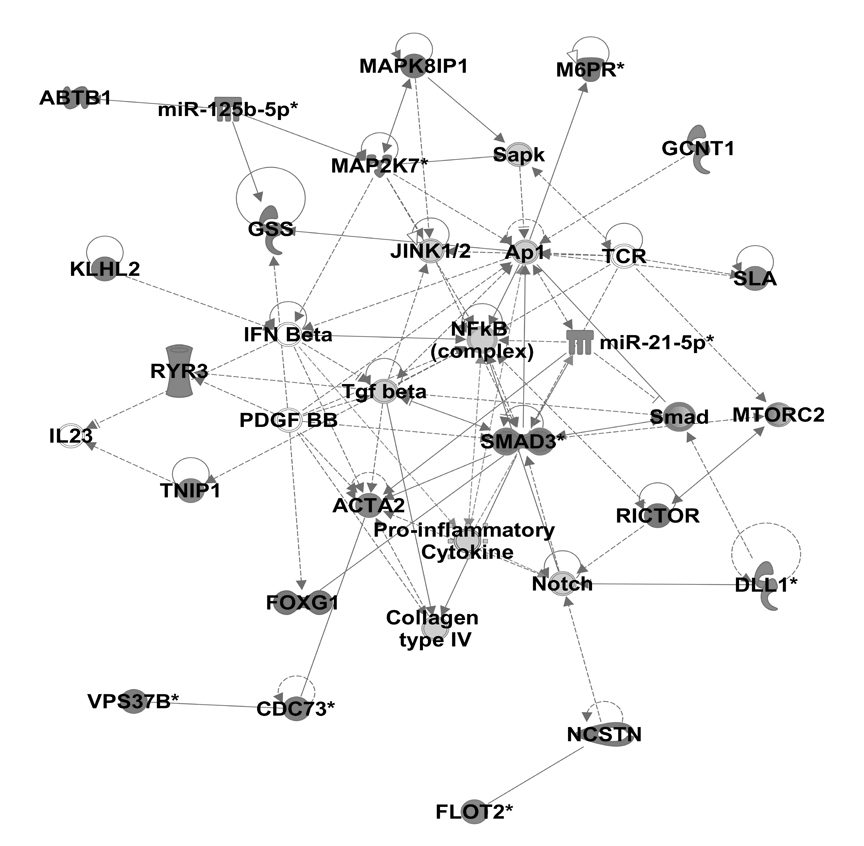 MAPK8IP1
M6PR*
ABTB1
miR-125b-5p*
MAP2K7*
Sapk
GCNT1
GSS
JINK1/2
Ap1
TCR
KLHL2
SLA
IFN Beta
NFkB
(complex)
miR-21-5p*
RYR3
Tgf beta
PDGF BB
Smad
MTORC2
IL23
SMAD3*
TNIP1
ACTA2
RICTOR
Pro-inflammatory
Cytokine
Notch
DLL1*
FOXG1
Collagen
type IV
VPS37B*
CDC73*
NCSTN
FLOT2*